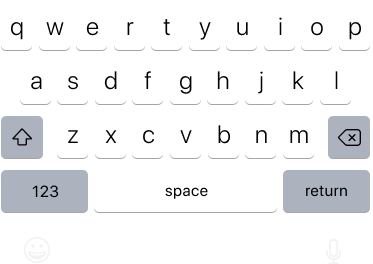 q w e r t y u i o p
a s d f g h j k l
z x c v b n m
123 space return